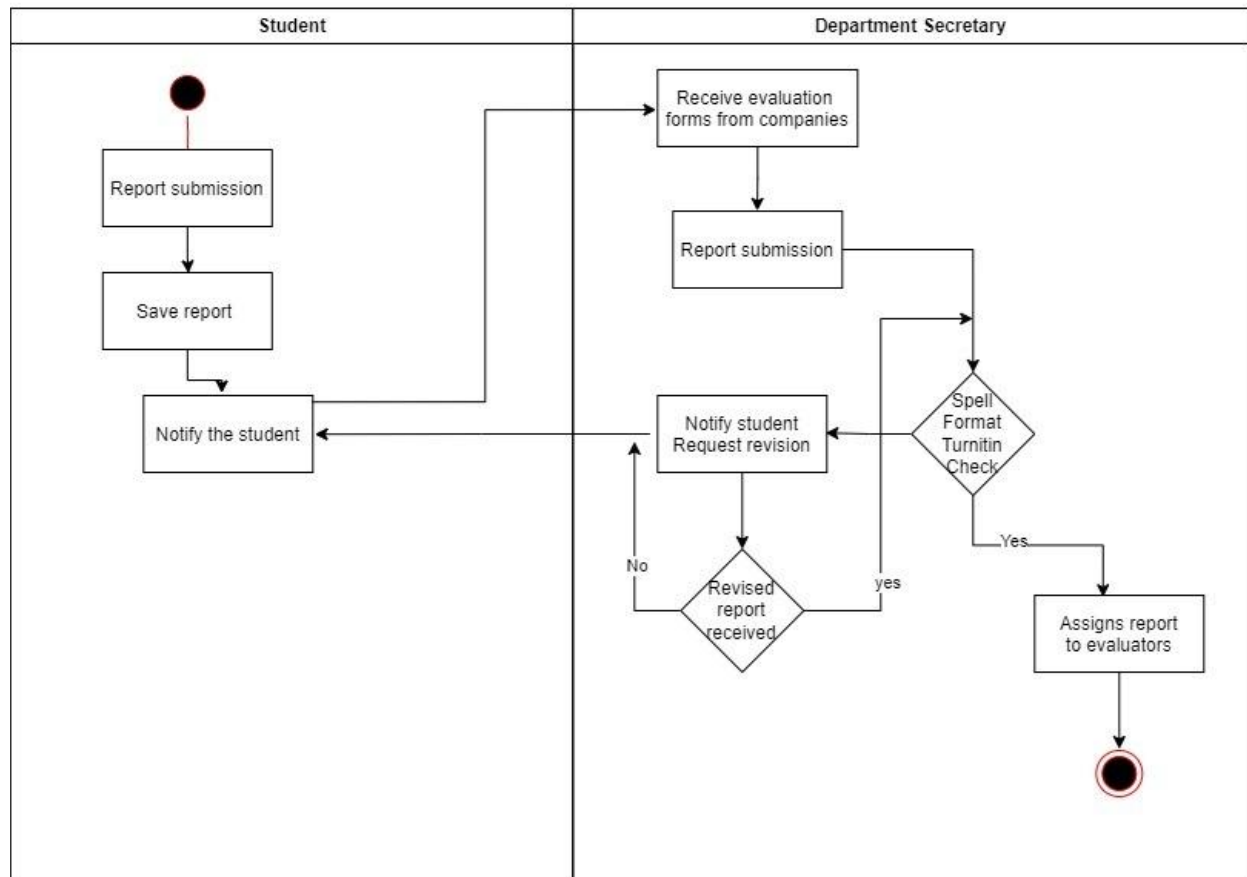 Student
Department Secretary
Report submission
Save report
Notify the student
Receive evaluation
forms from companies
Report submission
Spell
Format
Turnitin
Check
Notify student
Request revision
No
Revised
report
received
yes
Yes
Assigns report
to evaluators